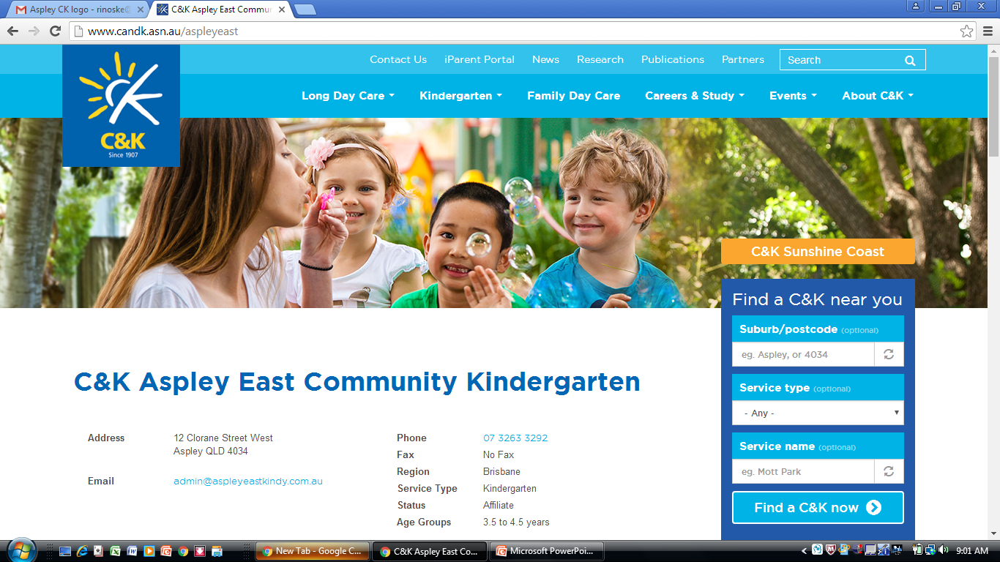 Aspley CK logo - rinoske@
C&K Aspley East Commun
www.candk.asn.au/aspleyeast
Contact Us iParent Portal News Research Publications Partners Search
Long Day Care Kindergarten Family Day Care Careers & Study Events About C&K
CK
C&K
Since 1907
C&K Sunshine Coast
Find a C&K near you
Suburb/postcode (optional)
eg. Aspley, or 4034
Service type (optional)
- Any -
Service name (optional)
eg. Mott Park
Find a C&K now
C&K Aspley East Community Kindergarten
Address 12 Clorane Street West
Aspley QLD 4034
Email admin@aspleyeastkindy.com.au
Phone 07 3263 3292
Fax No Fax
Region Brisbane
Service Type Kindergarten
Status Affiliate
Age Groups 3.5 to 4.5 years
New Tab - Google C... C&K Aspley East Co... Microsoft PowerPoi... 9:01 AM